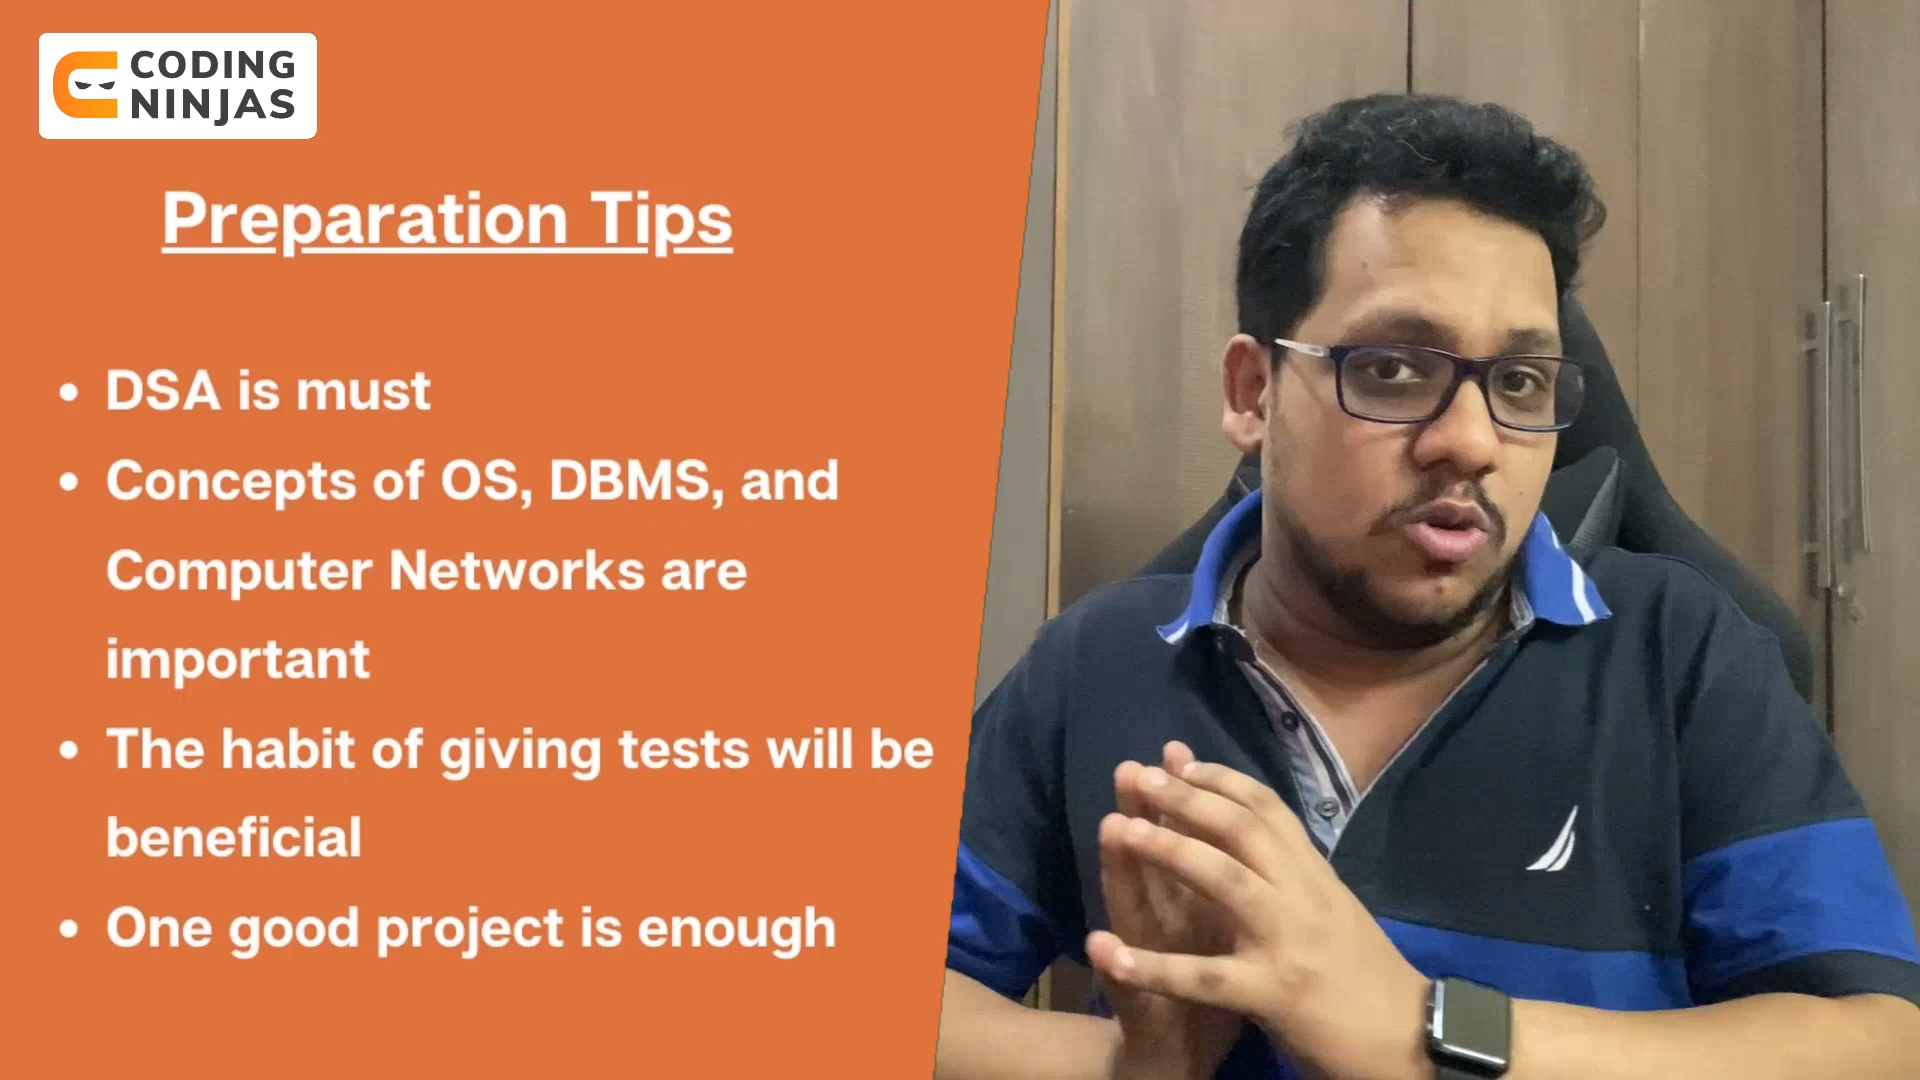 CODING
NINJAS
Preparation Tips
• DSA is must
• Concepts of OS, DBMS, and
Computer Networks are
important
• The habit of giving tests will be
beneficial
• One good project is enough